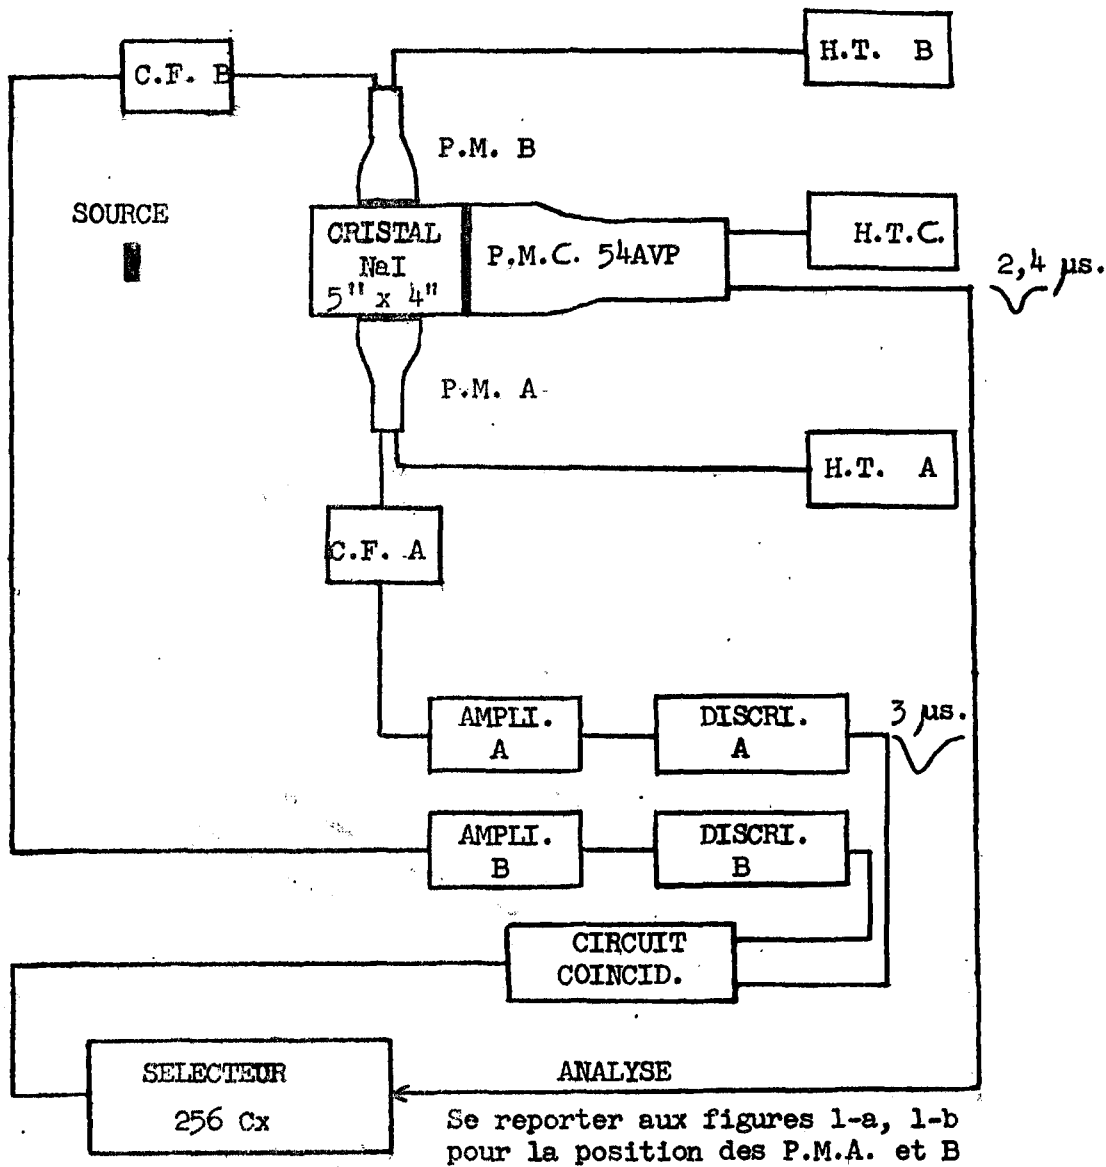 C.F. B
H.T. B
P.M. B
SOURCE
CRISTAL
NaI
5" x 4"
P.M.C. 54AVP
H.T.C.
2,4 µs.
P.M. A
H.T. A
C.F. A
AMPLI.
A
DISCRI.
A
3 µs.
AMPLI.
B
DISCRI.
B
CIRCUIT
COINCID.
SELECTEUR
256 Cx
ANALYSE
Se reporter aux figures 1-a, 1-b
pour la position des P.M.A. et B